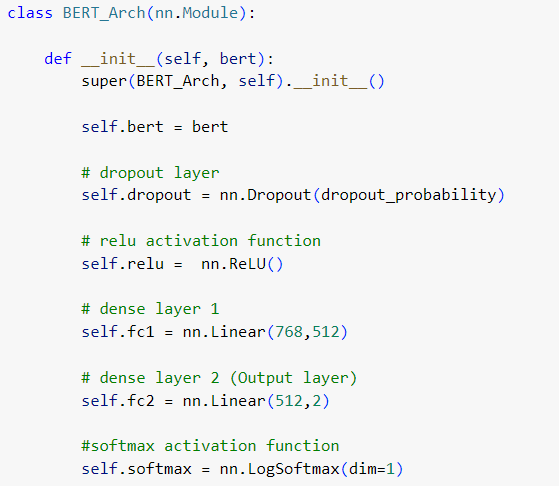 class BERT_Arch(nn.Module):
def __init__(self, bert):
super(BERT_Arch, self).__init__()
self.bert = bert
# dropout layer
self.dropout = nn.Dropout(dropout_probability)
# relu activation function
self.relu =  nn.ReLU()
# dense layer 1
self.fc1 = nn.Linear(768,512)
# dense layer 2 (Output layer)
self.fc2 = nn.Linear(512,2)
#softmax activation function
self.softmax = nn.LogSoftmax(dim=1)